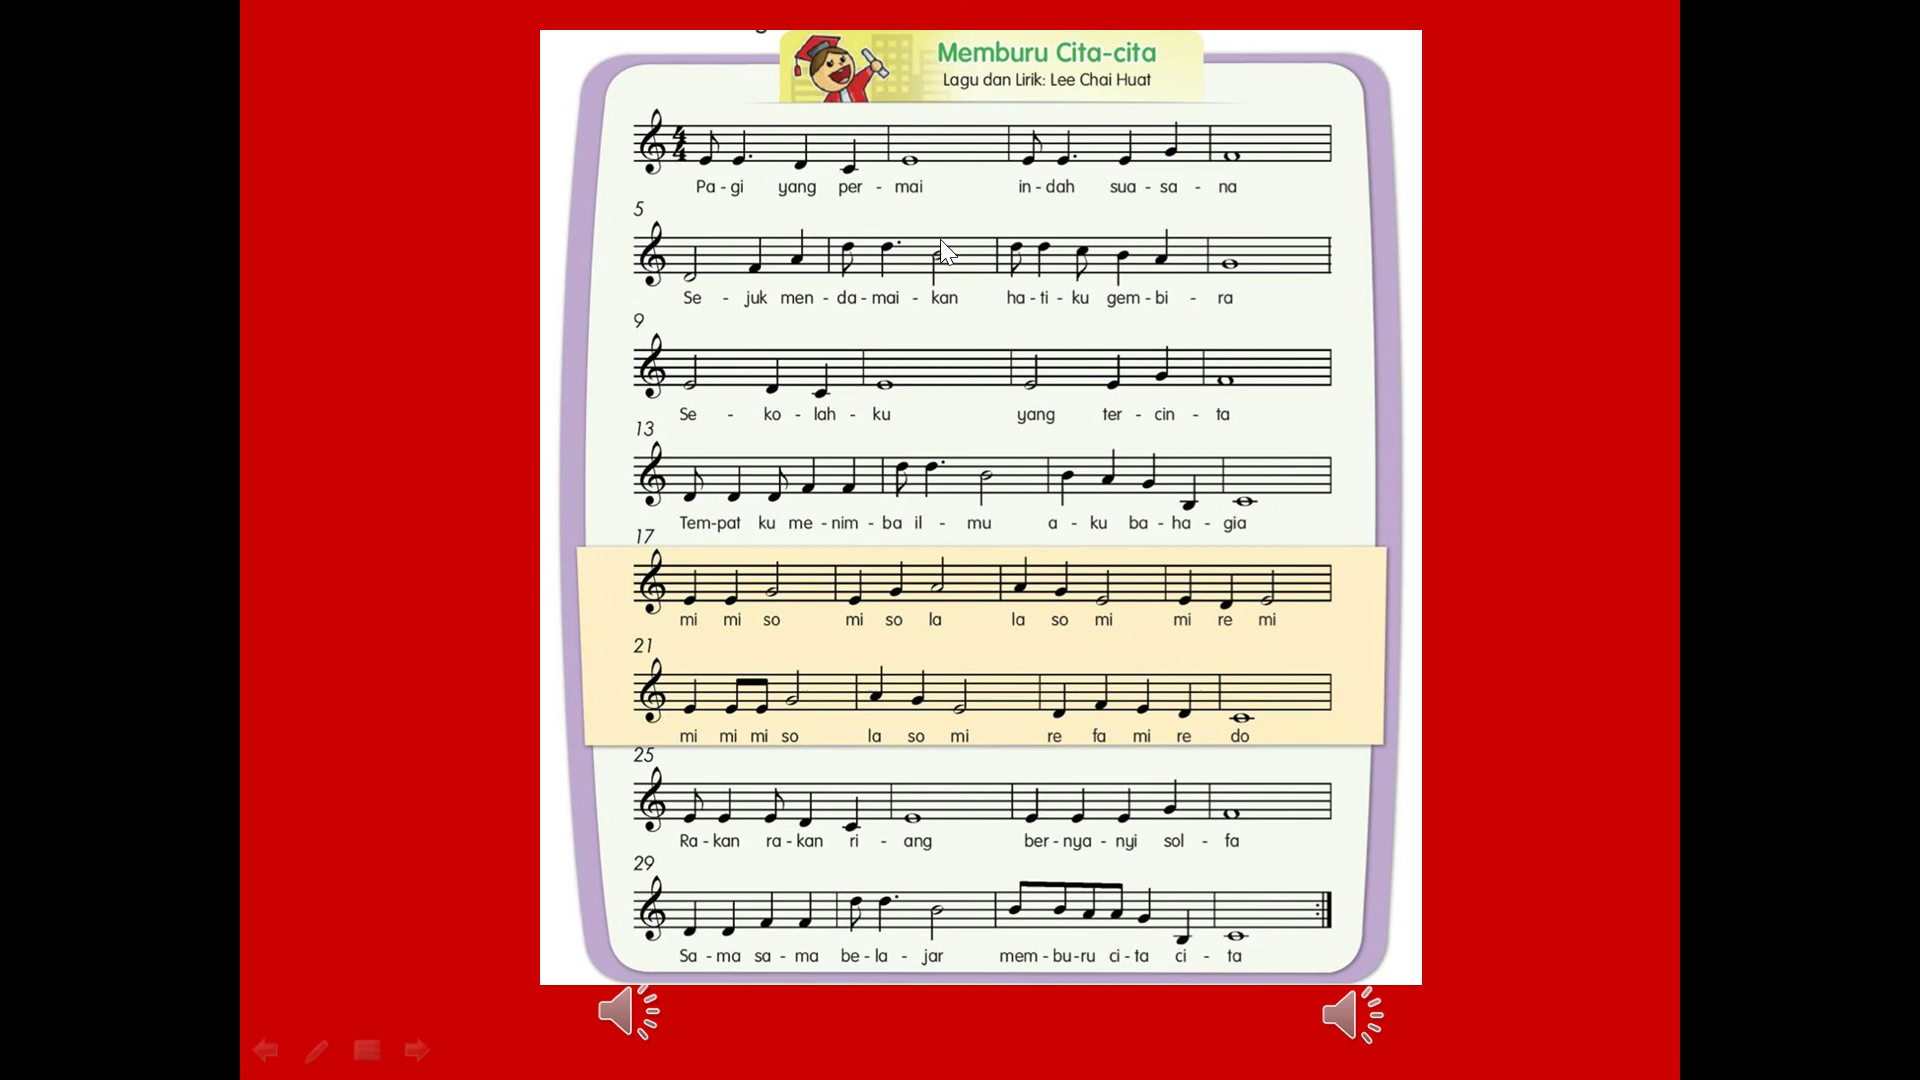 Memburu Cita-cita
Lagu dan Lirik: Lee Chai Huat
4
4
Pa - gi yang per - mai in - dah sua - sa - na
5
Se - juk men - da - mai - kan ha - ti - ku gem - bi - ra
9
Se - ko - lah - ku yang ter - cin - ta
13
Tem-pat ku me - nim - ba il - mu a - ku ba - ha - gia
17
mi mi so mi so la la so mi mi re mi
21
mi mi mi so la so mi re fa mi re do
25
Ra - kan ra - kan ri - ang ber - nya - nyi sol - fa
29
Sa - ma sa - ma be - la - jar mem - bu - ru ci - ta ci - ta